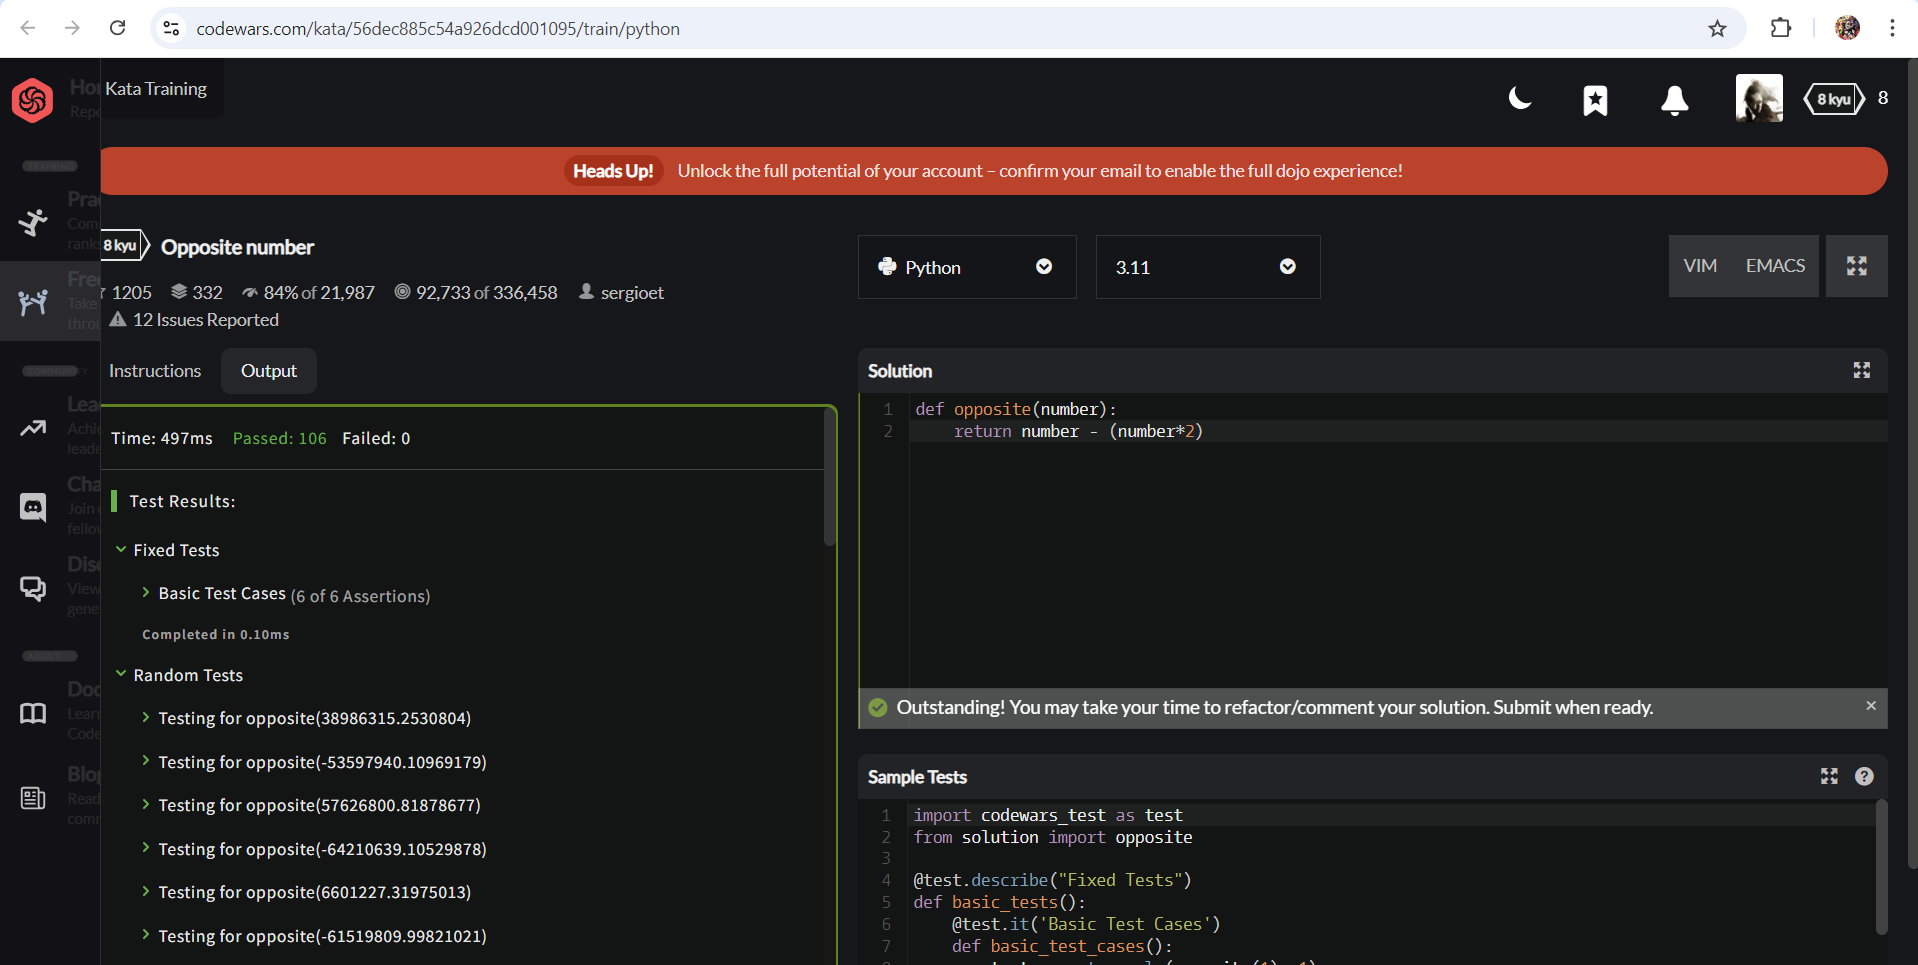 codewars.com/kata/56dec885c54a926dcd001095/train/python
Kata Training
8 kyu
8
Heads Up! Unlock the full potential of your account – confirm your email to enable the full dojo experience!
TRAINING
COMMUNITY
ABOUT
8 kyu Opposite number
1205 332 84% of 21,987 92,733 of 336,458 sergioet
12 Issues Reported
Instructions Output
Time: 497ms Passed: 106 Failed: 0
Test Results:
Fixed Tests
Basic Test Cases (6 of 6 Assertions)
Completed in 0.10ms
Random Tests
Testing for opposite(38986315.2530804)
Testing for opposite(-53597940.10969179)
Testing for opposite(57626800.81878677)
Testing for opposite(-64210639.10529878)
Testing for opposite(6601227.31975013)
Testing for opposite(-61519809.99821021)
Python
3.11
VIM EMACS
Solution
1 def opposite(number):
2 return number - (number*2)
Outstanding! You may take your time to refactor/comment your solution. Submit when ready.
Sample Tests
1 import codewars_test as test
2 from solution import opposite
3
4 @test.describe("Fixed Tests")
5 def basic_tests():
6 @test.it('Basic Test Cases')
7 def basic_test_cases():